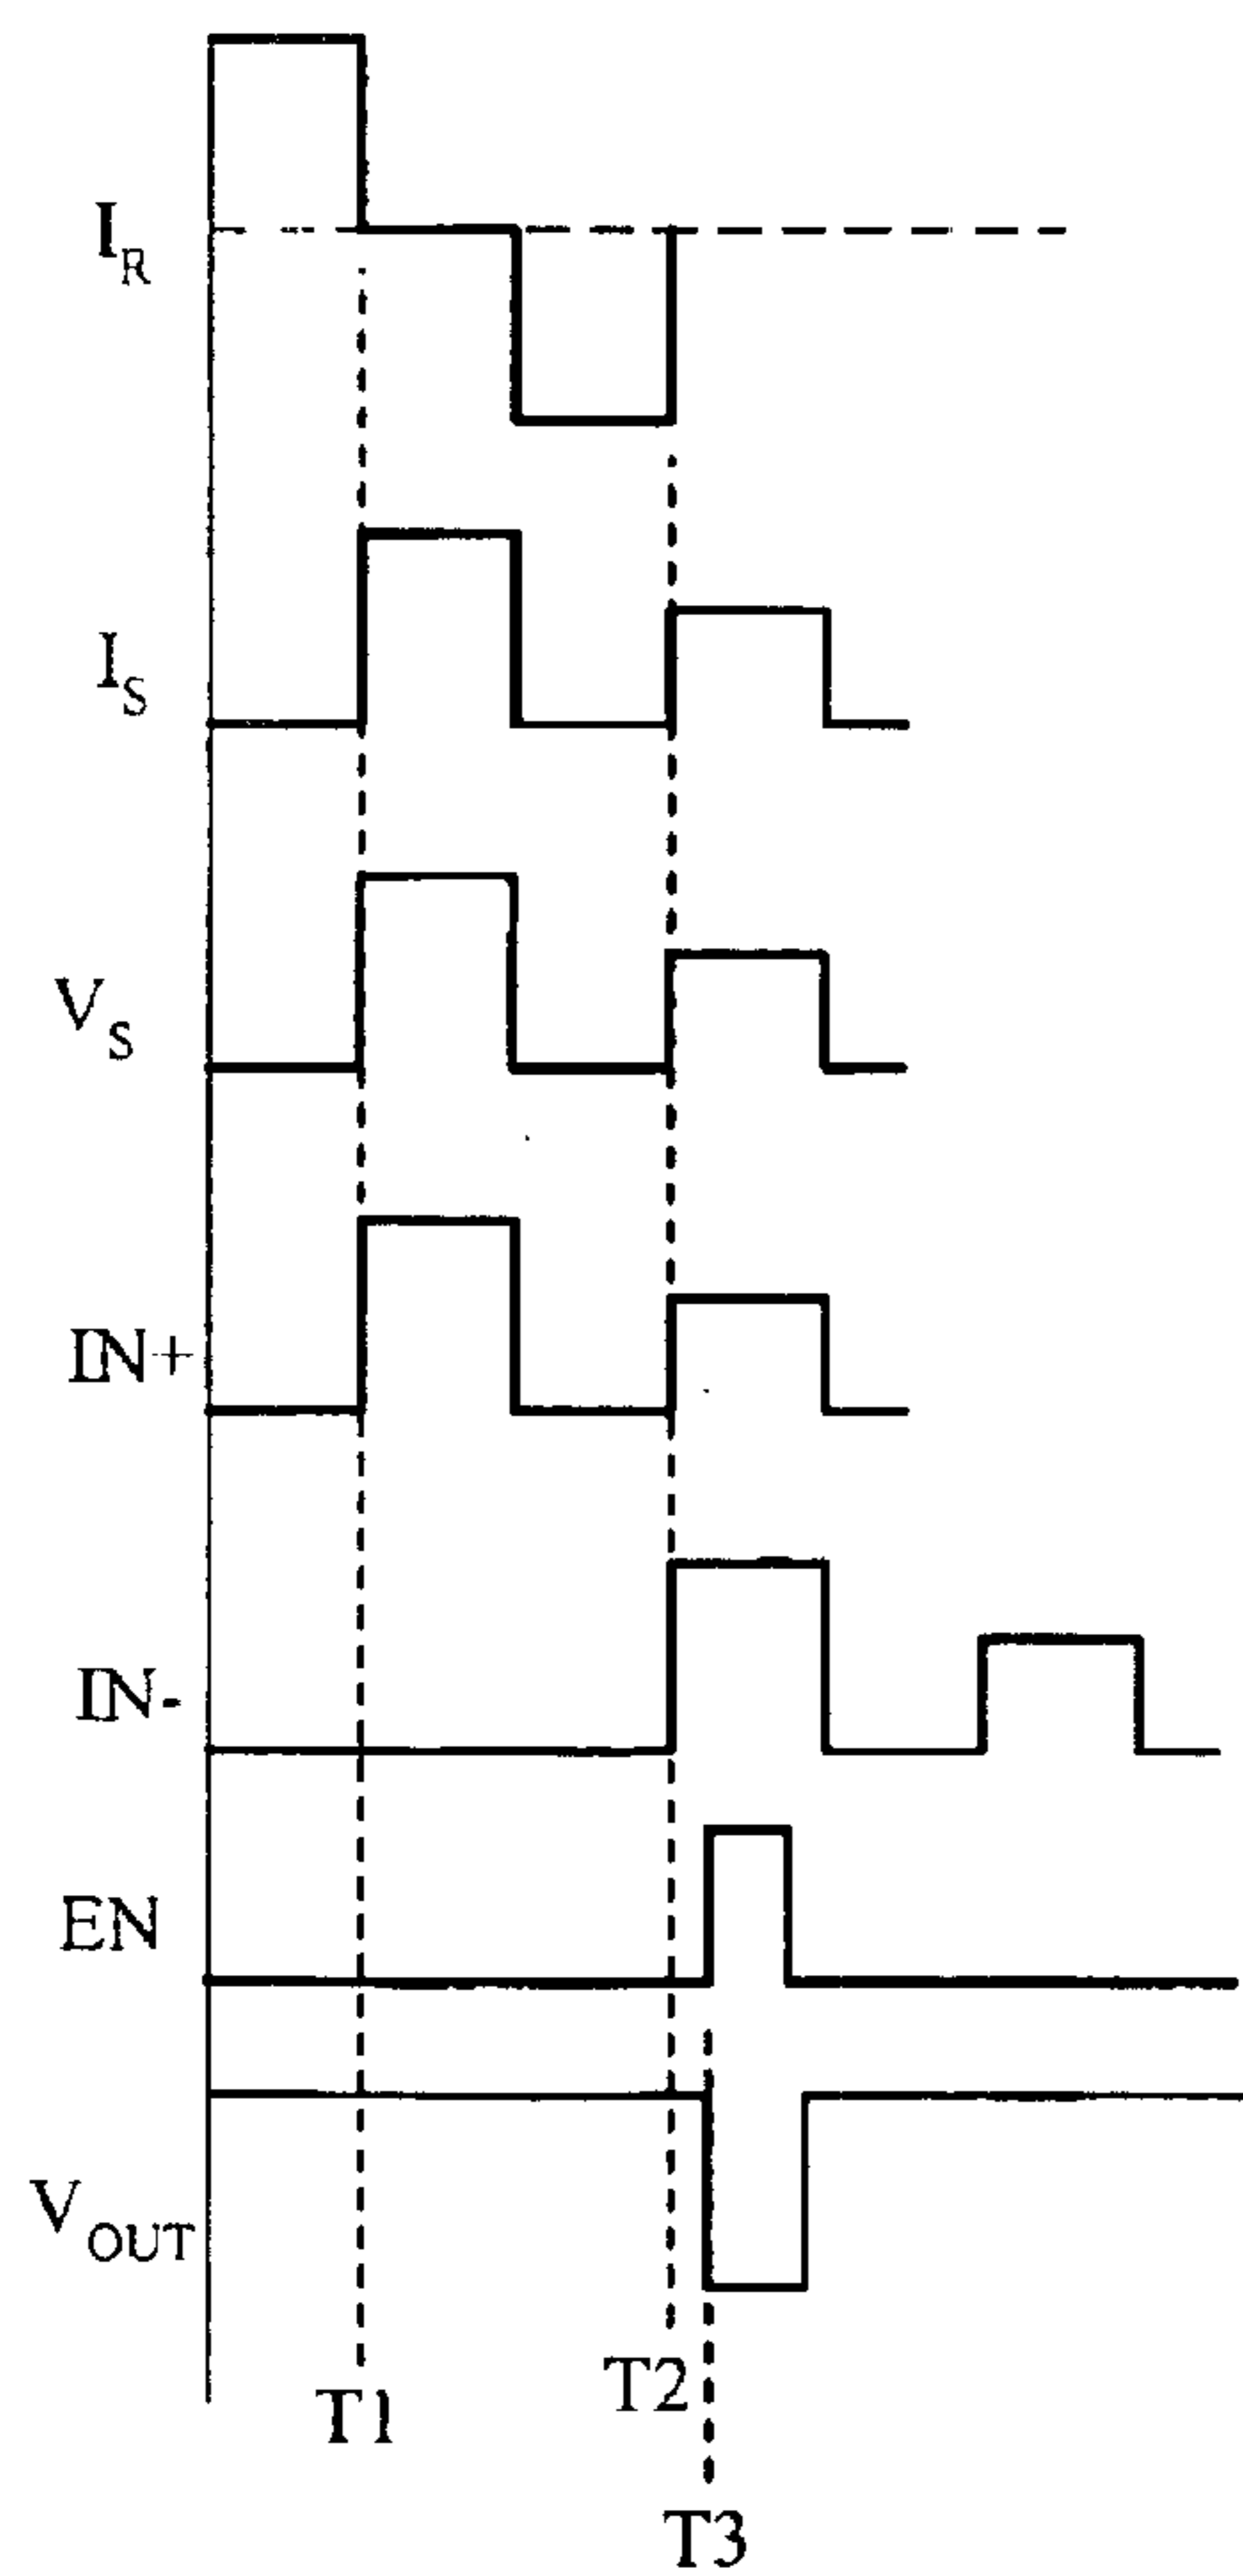 I_R
I_S
V_S
IN+
IN-
EN
V_OUT
T1
T2
T3